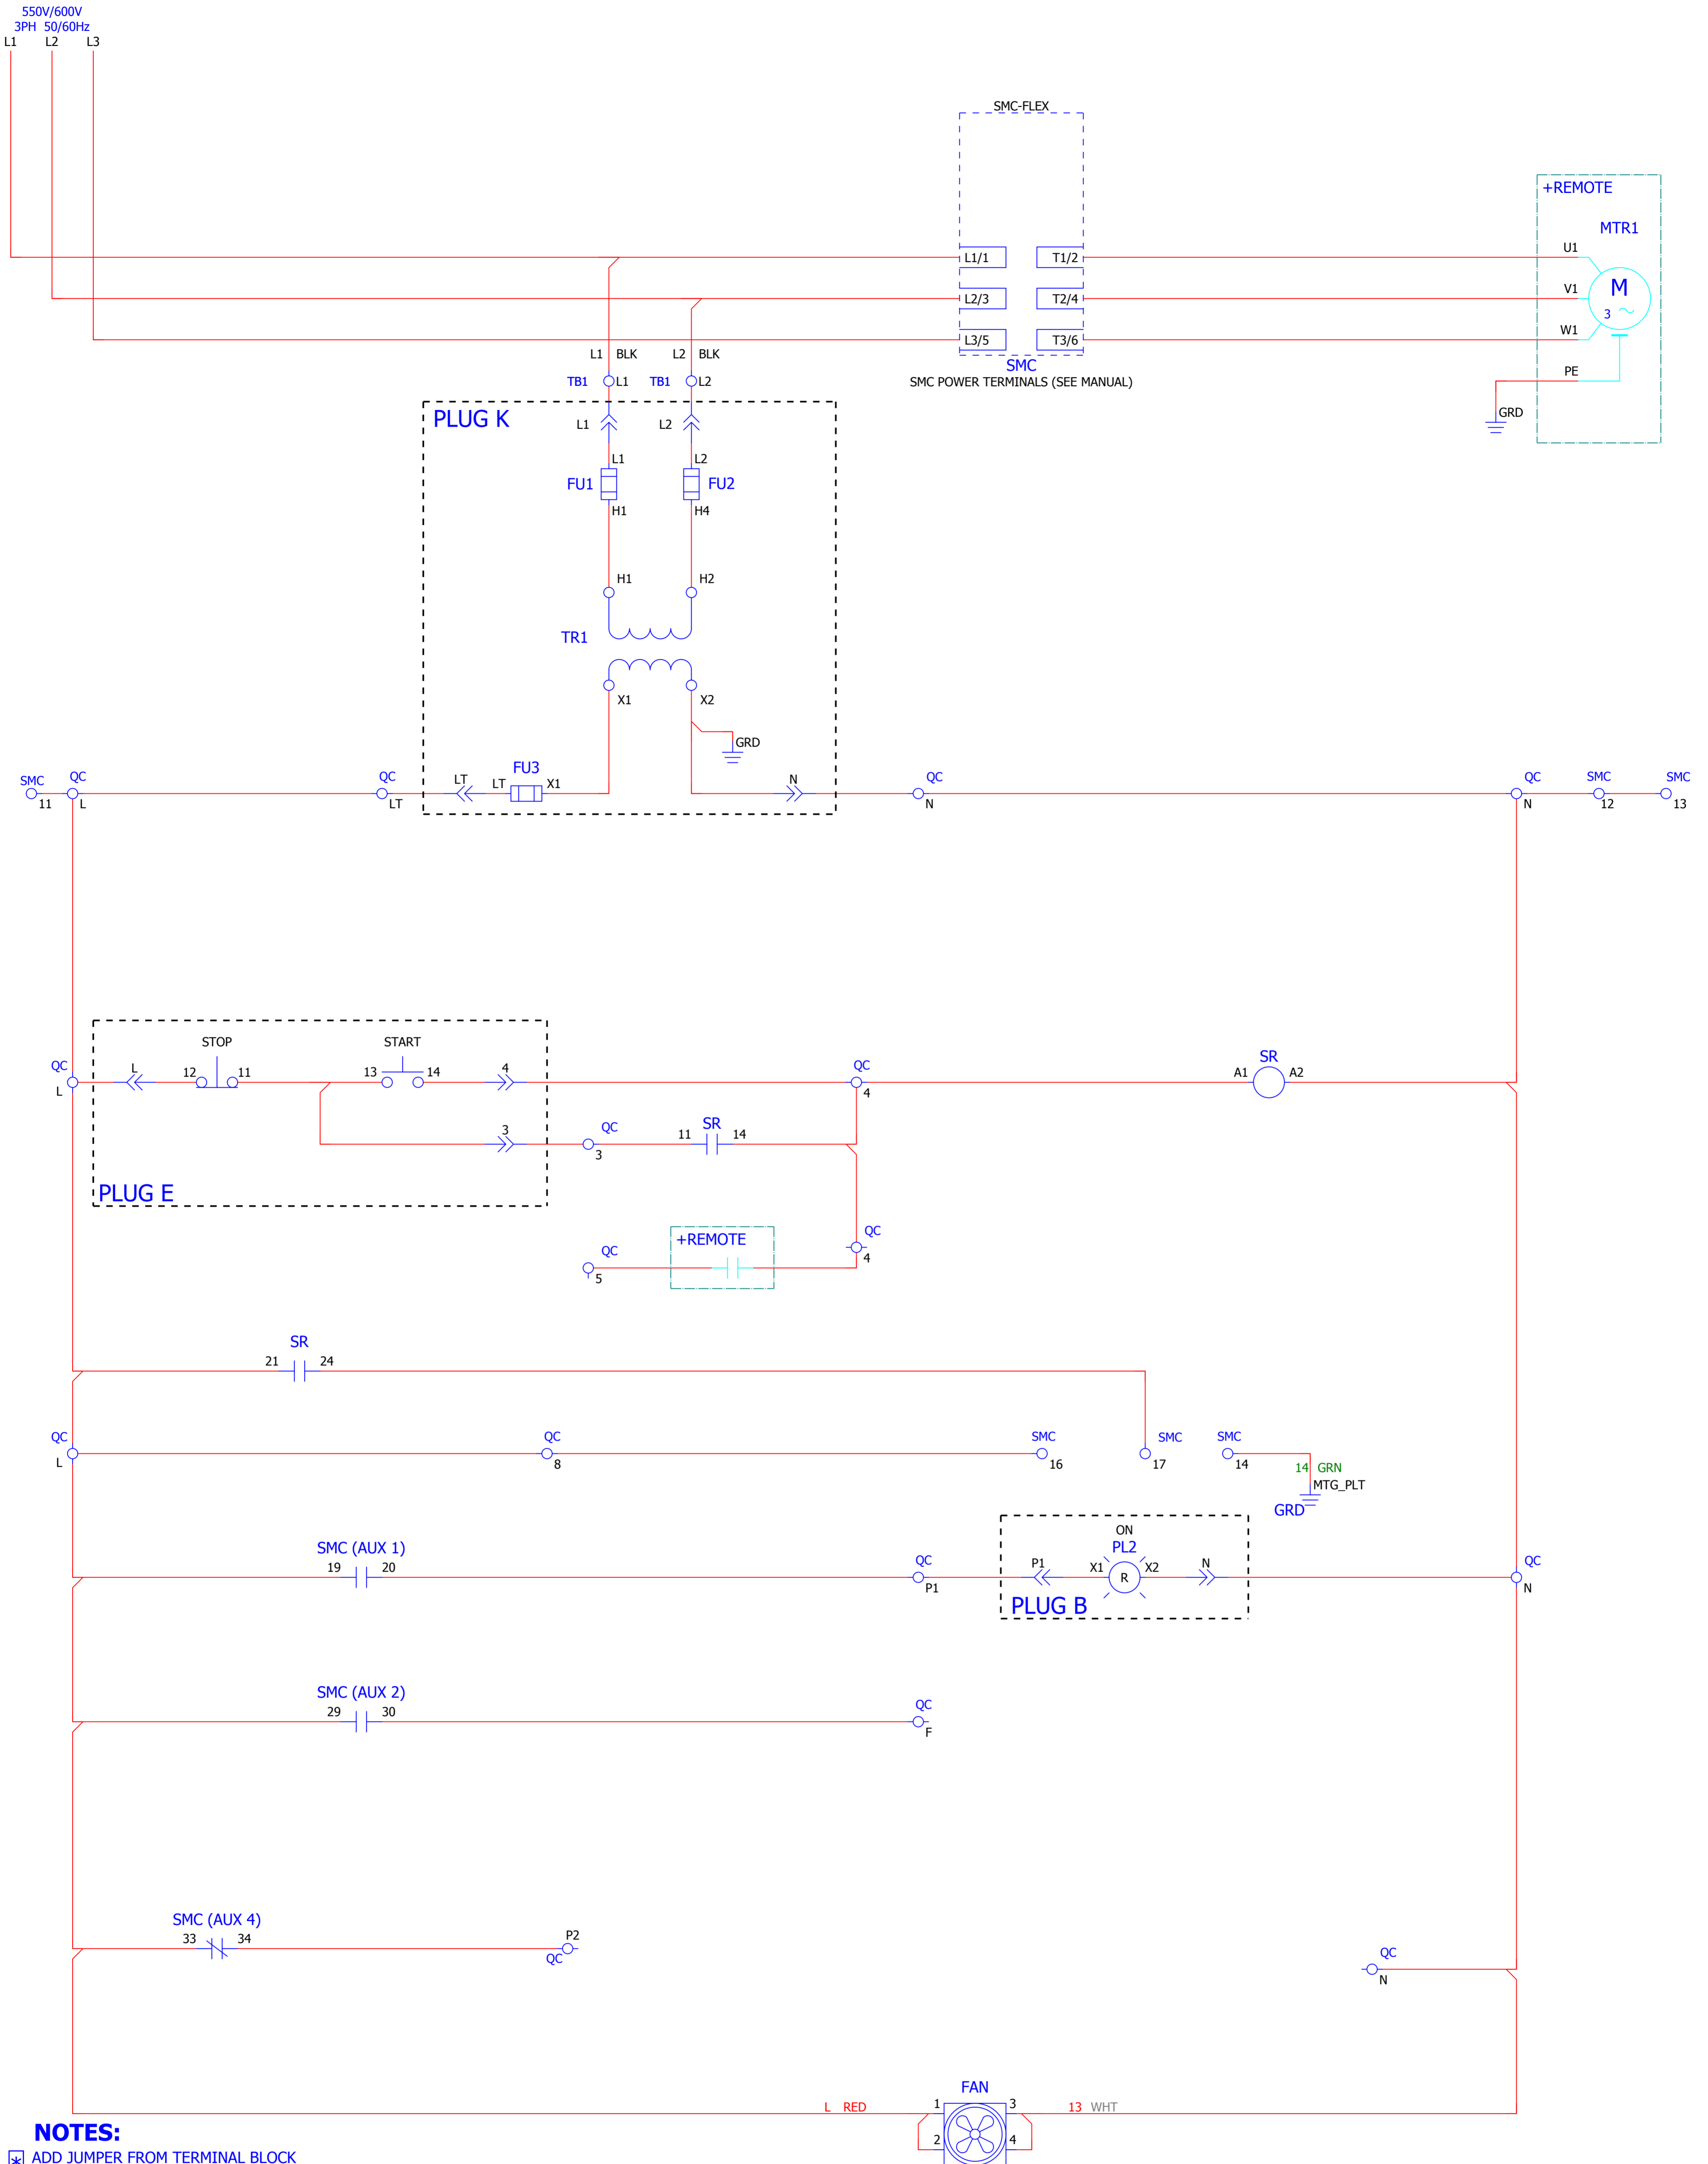 550V/600V
3PH 50/60Hz
L1 L2 L3
SMC-FLEX
+REMOTE
MTR1
U1
L1/1 T1/2
V1
M
3
L2/3 T2/4
W1
L3/5 T3/6
L1 BLK L2 BLK
SMC
PE
TB1 L1 TB1 L2
SMC POWER TERMINALS (SEE MANUAL)
GRD
PLUG K
L1 L2
L1 L2
FU1 FU2
H1 H4
H1 H2
TR1
X1 X2
GRD
SMC QC QC LT LT FU3 X1 N QC QC SMC SMC
11 L LT N N 12 13
STOP START
QC L 12 11 13 14 4 QC SR
L 4 A1 A2
3 QC 11 SR 14
3
PLUG E
QC +REMOTE QC
5 4
SR
21 24
QC QC SMC SMC SMC
L 8 16 17 14
14 GRN
MTG_PLT
GRD
ON
SMC (AUX 1) PL2
19 20 QC P1 X1 R X2 N QC
P1 N
PLUG B
SMC (AUX 2)
29 30 QC
F
SMC (AUX 4)
33 34 P2
QC
QC
N
FAN
L RED 1 3 13 WHT
2 4
NOTES:
* ADD JUMPER FROM TERMINAL BLOCK